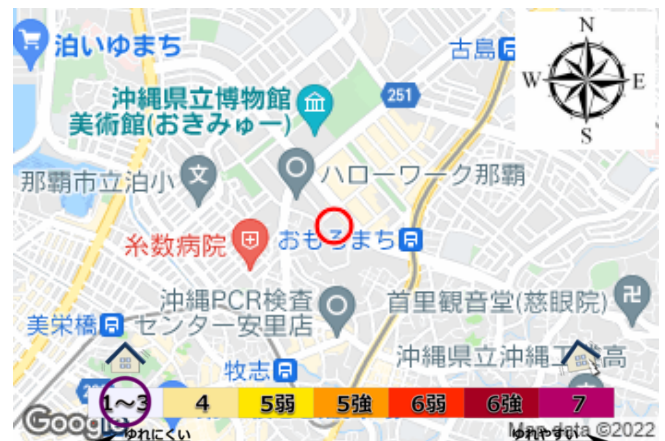 泊いゆまち
古島
N
W
E
S
沖縄県立博物館
美術館(おきみゅー)
251
那覇市立泊小
文
ハローワーク那覇
糸数病院
おもろまち
沖縄PCR検査
センター安里店
首里観音堂(慈眼院)
卍
美栄橋
牧志
沖縄県立沖縄工業高
1~3
4
5弱
5強
6弱
6強
7
Google
ゆれにくい
ゆれやすい
Map data ©2022